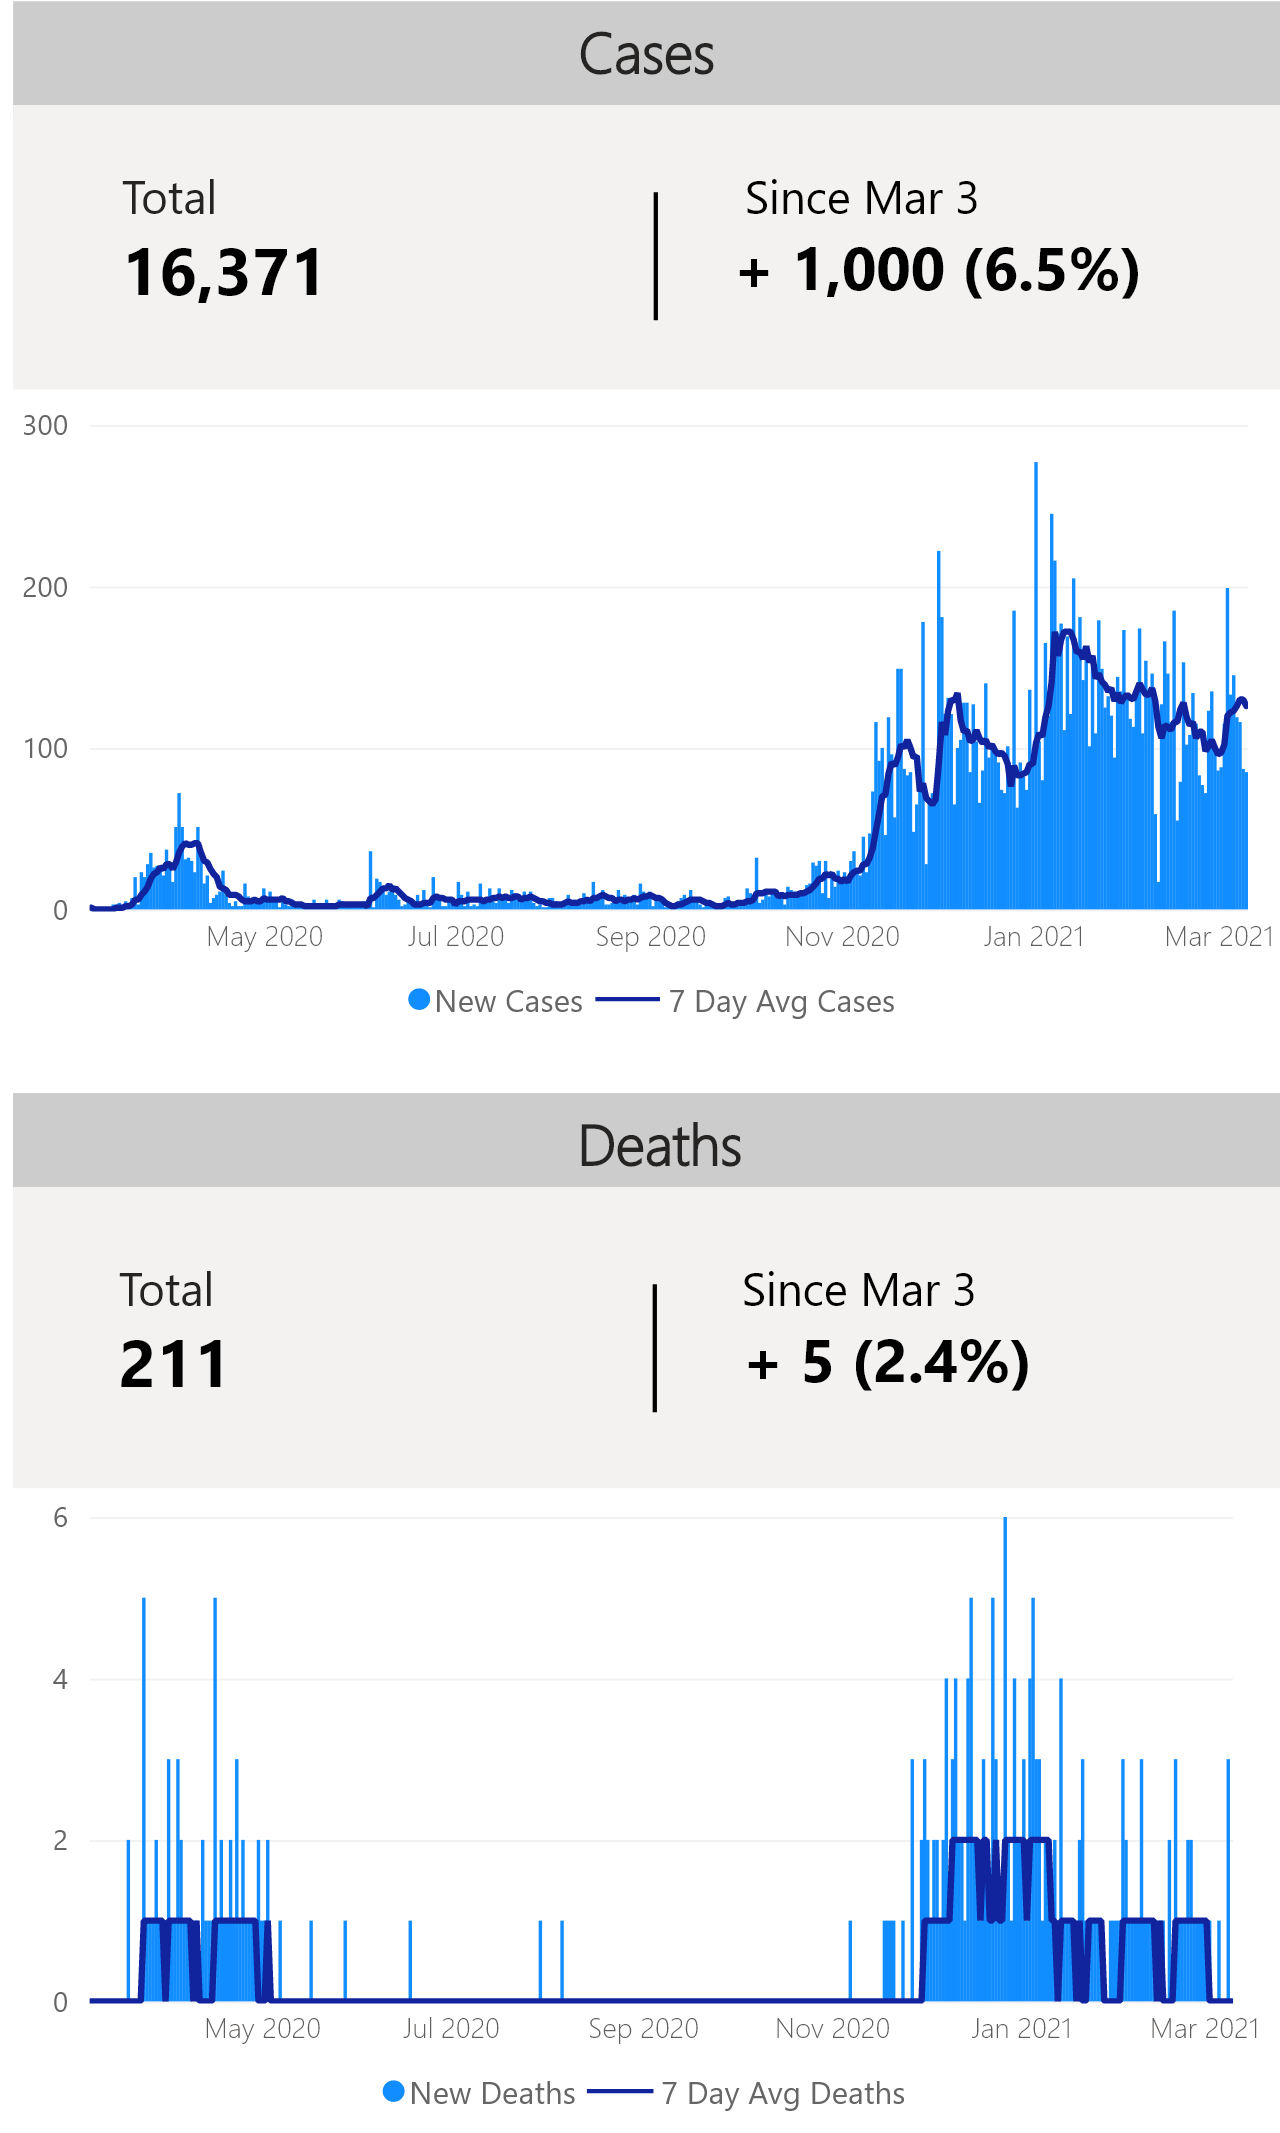 Cases
Total
16,371
Since Mar 3
+ 1,000 (6.5%)
300
200
100
0
May 2020
Jul 2020
Sep 2020
Nov 2020
Jan 2021
Mar 2021
New Cases
7 Day Avg Cases
Deaths
Total
211
Since Mar 3
+ 5 (2.4%)
6
4
2
0
May 2020
Jul 2020
Sep 2020
Nov 2020
Jan 2021
Mar 2021
New Deaths
7 Day Avg Deaths